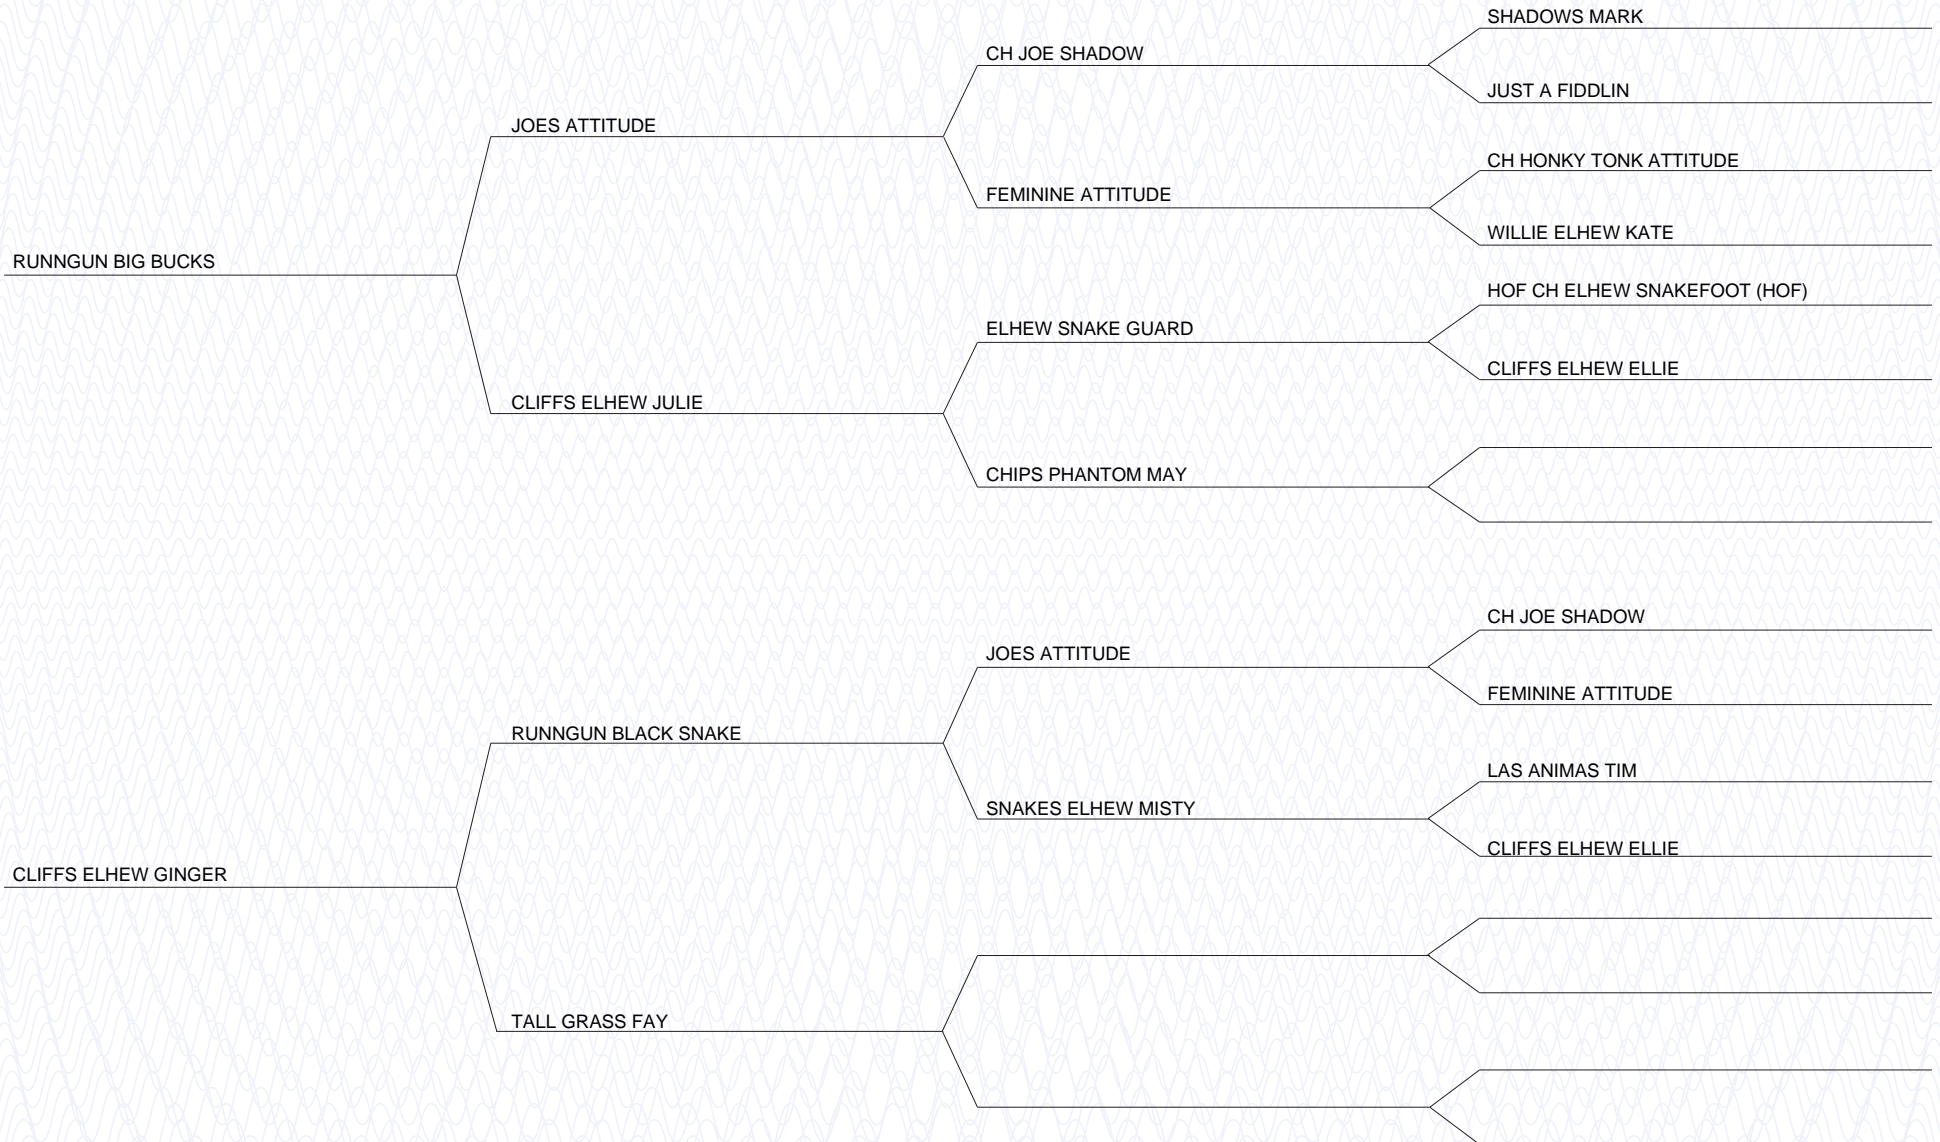 SHADOWS MARK
CH JOE SHADOW
JUST A FIDDLIN
JOES ATTITUDE
CH HONKY TONK ATTITUDE
FEMININE ATTITUDE
WILLIE ELHEW KATE
RUNNGUN BIG BUCKS
HOF CH ELHEW SNAKEFOOT (HOF)
ELHEW SNAKE GUARD
CLIFFS ELHEW ELLIE
CLIFFS ELHEW JULIE
CHIPS PHANTOM MAY
CH JOE SHADOW
JOES ATTITUDE
FEMININE ATTITUDE
RUNNGUN BLACK SNAKE
LAS ANIMAS TIM
SNAKES ELHEW MISTY
CLIFFS ELHEW ELLIE
CLIFFS ELHEW GINGER
TALL GRASS FAY